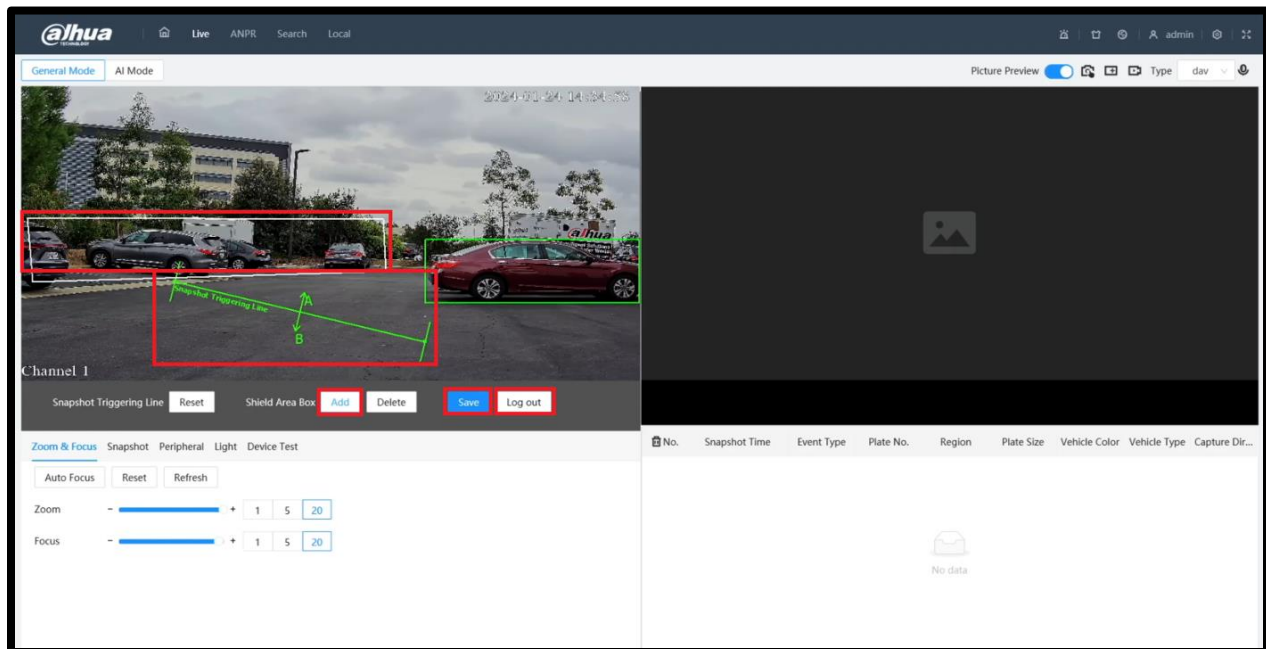 alhua
TECHNOLOGY
Live ANPR Search Local
admin
General Mode AI Mode
Picture Preview Type dav
alhua
Snapshot Triggering Line
A
B
Channel 1
Snapshot Triggering Line Reset Shield Area Box Add Delete Save Log out
Zoom & Focus Snapshot Peripheral Light Device Test
No. Snapshot Time Event Type Plate No. Region Plate Size Vehicle Color Vehicle Type Capture Dir...
Auto Focus Reset Refresh
Zoom - + 1 5 20
Focus - + 1 5 20
No data